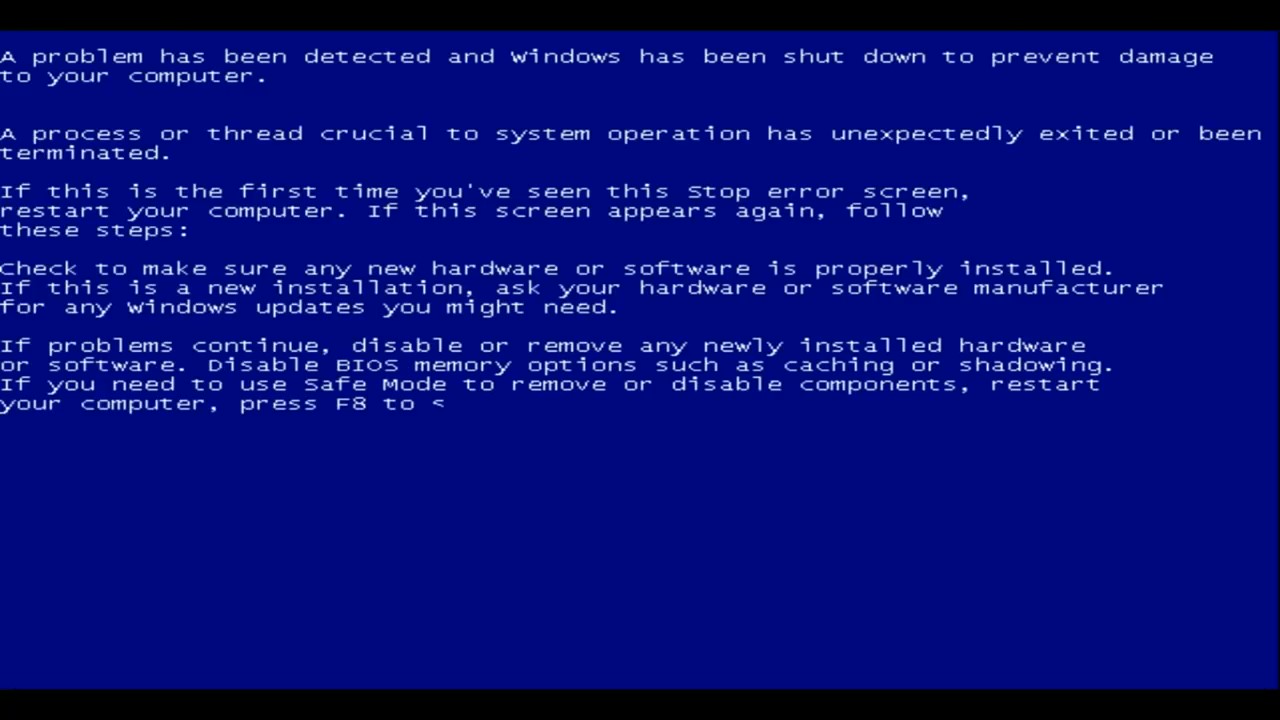 A problem has been detected and Windows has been shut down to prevent damage
to your computer.
A process or thread crucial to system operation has unexpectedly exited or been
terminated.
If this is the first time you've seen this Stop error screen,
restart your computer. If this screen appears again, follow
these steps:
Check to make sure any new hardware or software is properly installed.
If this is a new installation, ask your hardware or software manufacturer
for any Windows updates you might need.
If problems continue, disable or remove any newly installed hardware
or software. Disable BIOS memory options such as caching or shadowing.
If you need to use Safe Mode to remove or disable components, restart
your computer, press F8 to <